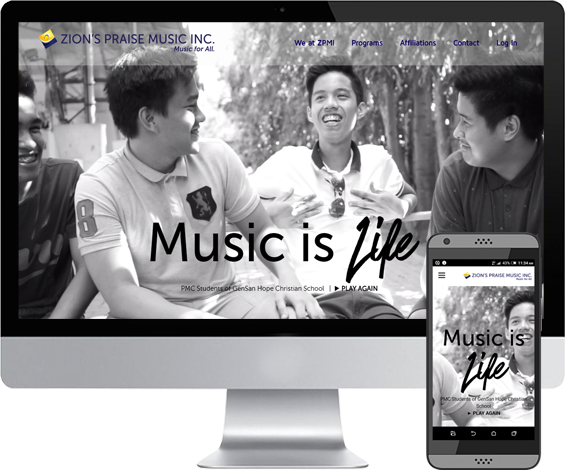 ZION'S PRAISE MUSIC INC.
Music for All.
We at ZPMI Programs Affiliations Contact Log In
8
Music is Life
PMC Students of GenSan Hope Christian School | ▶ PLAY AGAIN
43% 11:34 AM
ZION'S PRAISE MUSIC INC.
Music for All.
Music is
Life
PMC Students of GenSan Hope Christian
School |
▶ PLAY AGAIN